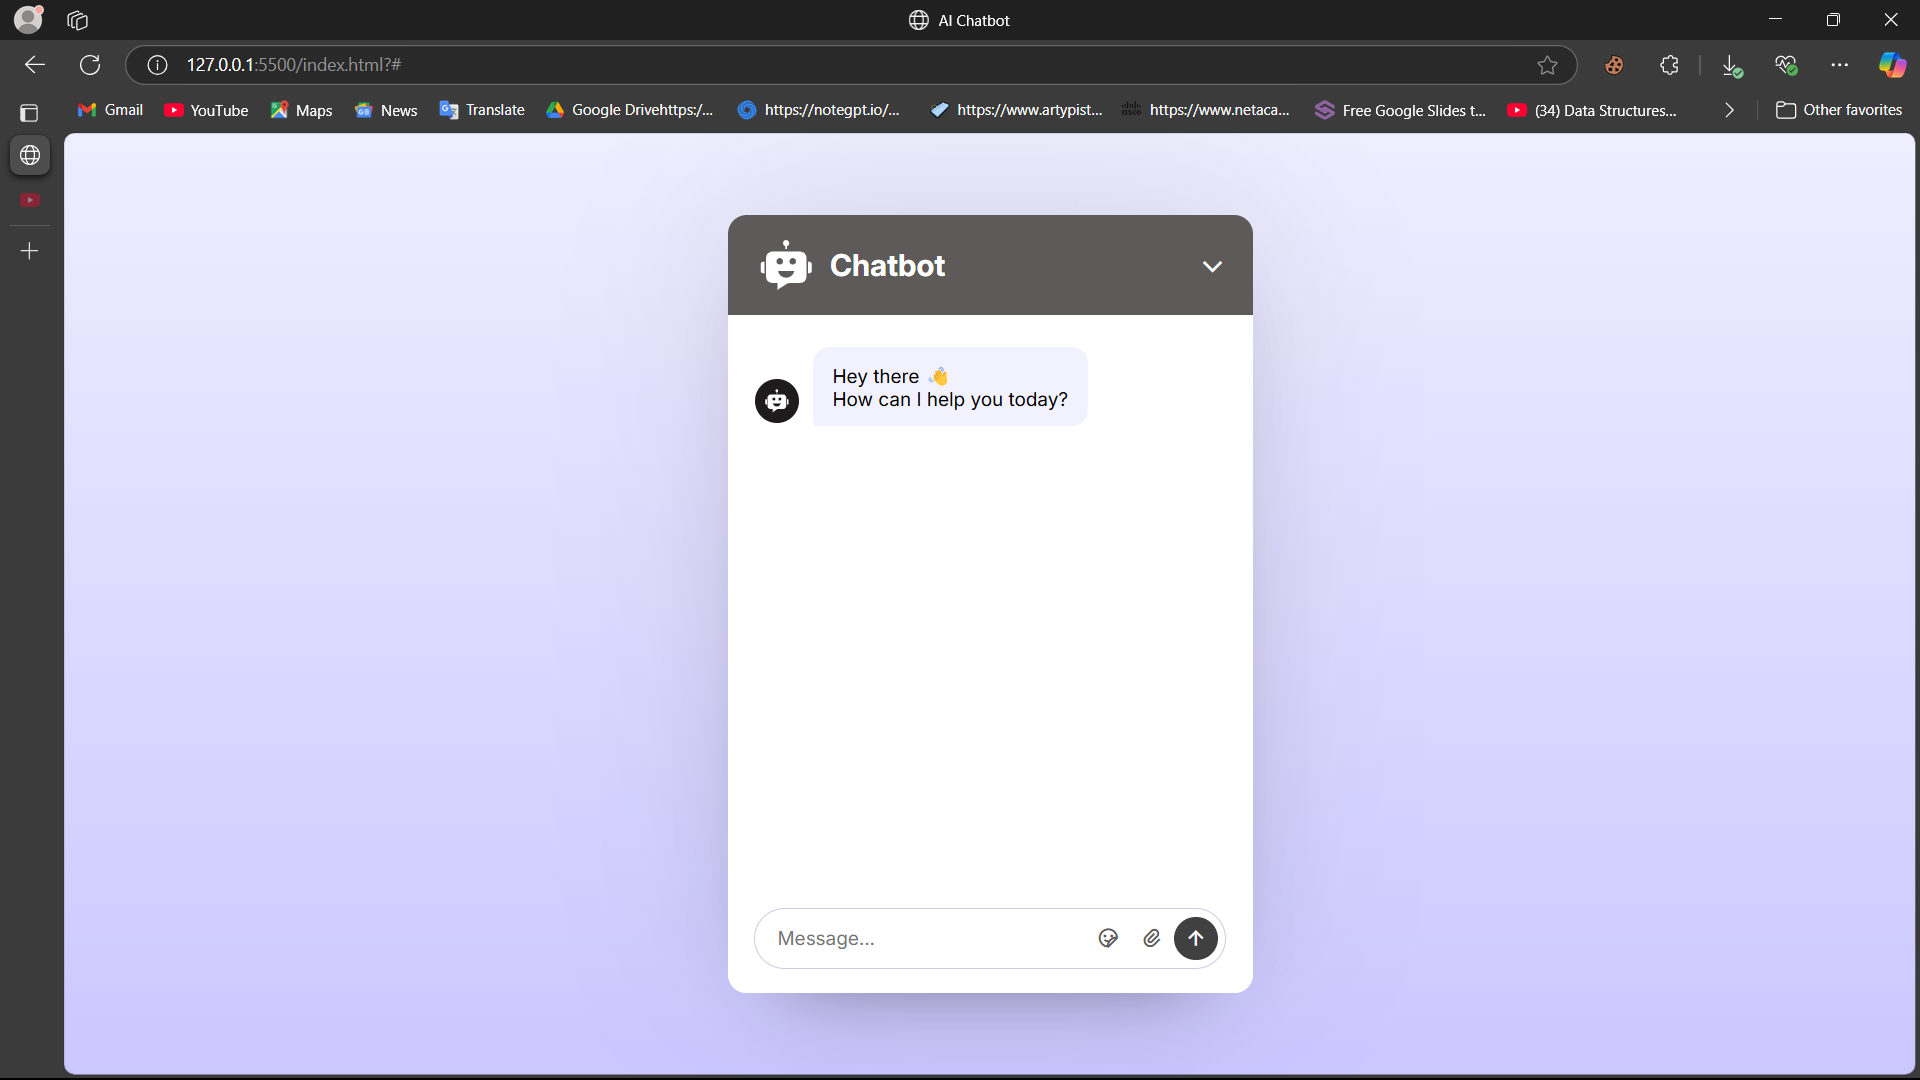 AI Chatbot
127.0.0.1:5500/index.html?#
Gmail
YouTube
Maps
News
Translate
Google Drivehttps:/...
https://notegpt.io/...
https://www.artypist...
https://www.netaca...
Free Google Slides t...
(34) Data Structures...
Other favorites
Chatbot
Hey there 👋
How can I help you today?
Message...